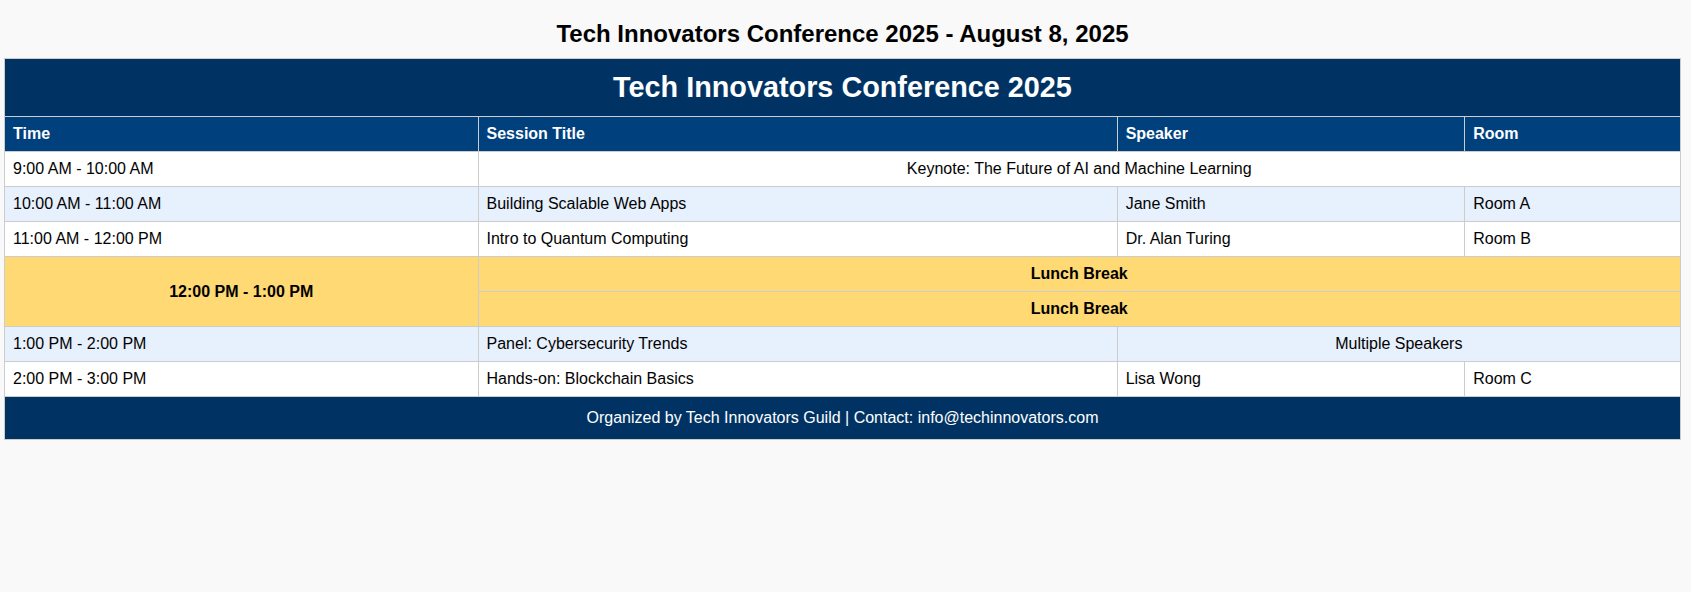 Tech Innovators Conference 2025 - August 8, 2025
Tech Innovators Conference 2025
Time Session Title Speaker Room
9:00 AM - 10:00 AM Keynote: The Future of AI and Machine Learning
10:00 AM - 11:00 AM Building Scalable Web Apps Jane Smith Room A
11:00 AM - 12:00 PM Intro to Quantum Computing Dr. Alan Turing Room B
12:00 PM - 1:00 PM Lunch Break
Lunch Break
1:00 PM - 2:00 PM Panel: Cybersecurity Trends Multiple Speakers
2:00 PM - 3:00 PM Hands-on: Blockchain Basics Lisa Wong Room C
Organized by Tech Innovators Guild | Contact: info@techinnovators.com